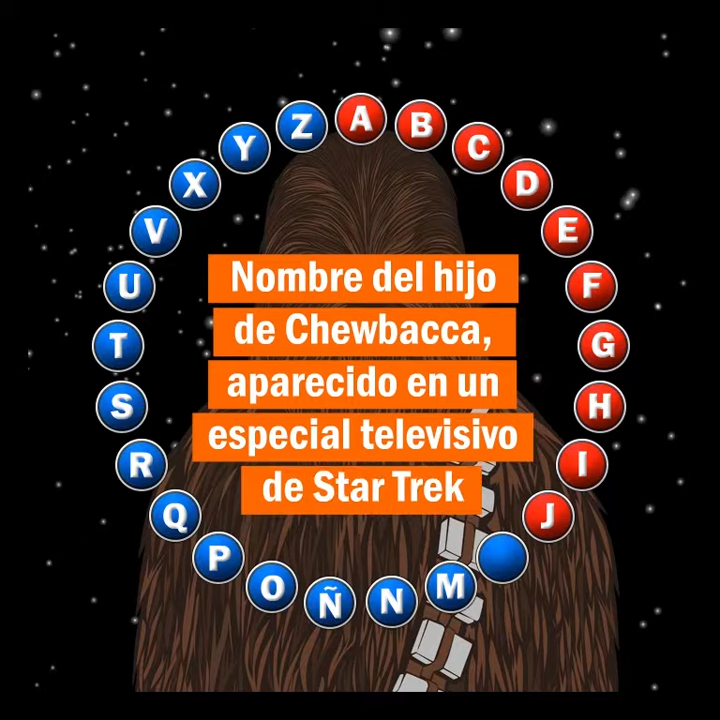 A
B
C
D
E
F
G
H
I
J
M
N
Ñ
O
P
Q
R
S
T
U
V
X
Y
Z
Nombre del hijo
de Chewbacca,
aparecido en un
especial televisivo
de Star Trek